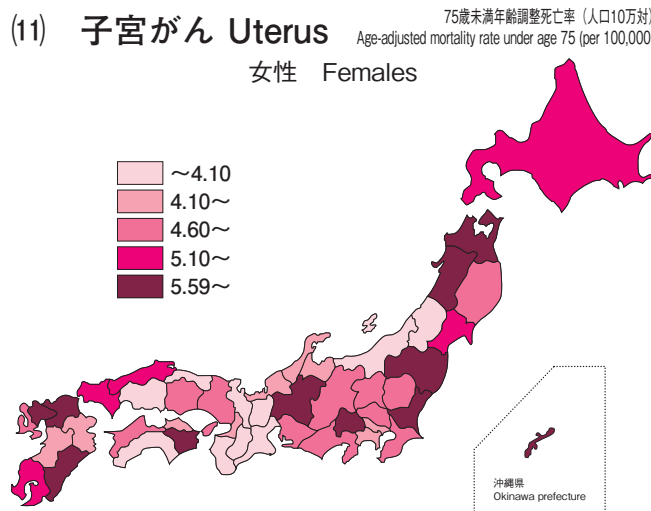 (11) 子宮がん Uterus
75歳未満年齢調整死亡率（人口10万対）
Age-adjusted mortality rate under age 75 (per 100,000
女性 Females
～4.10
4.10～
4.60～
5.10～
5.59～
沖縄県
Okinawa prefecture